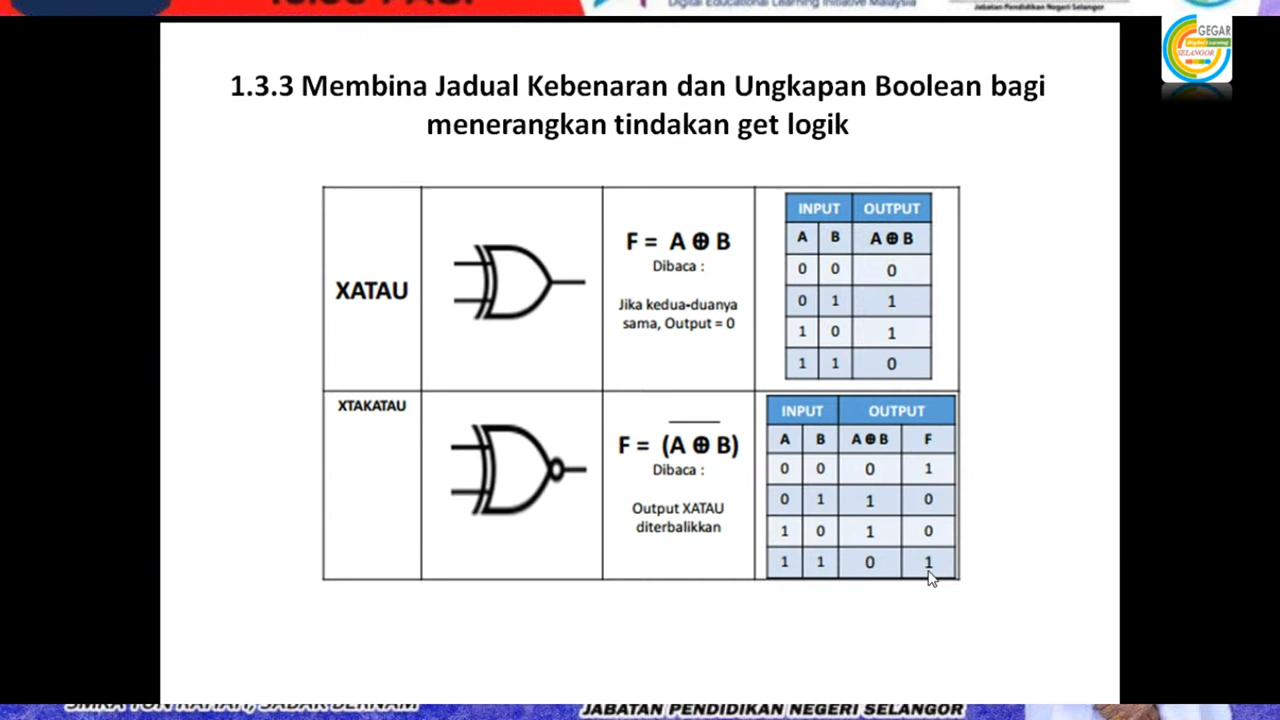 Digital Educational Learning Initiative Malaysia
Jabatan Pendidikan Negeri Selangor
GEGAR
Digital Learning
SELANGOR
1.3.3 Membina Jadual Kebenaran dan Ungkapan Boolean bagi
menerangkan tindakan get logik
XATAU
F = A ⊕ B
Dibaca :
Jika kedua-duanya
sama, Output = 0
INPUT OUTPUT
A B A ⊕ B
0 0 0
0 1 1
1 0 1
1 1 0
XTAKATAU
F = (A ⊕ B)
Dibaca :
Output XATAU
diterbalikkan
INPUT OUTPUT
A B A ⊕ B F
0 0 0 1
0 1 1 0
1 0 1 0
1 1 0 1
JABATAN PENDIDIKAN NEGERI SELANGOR